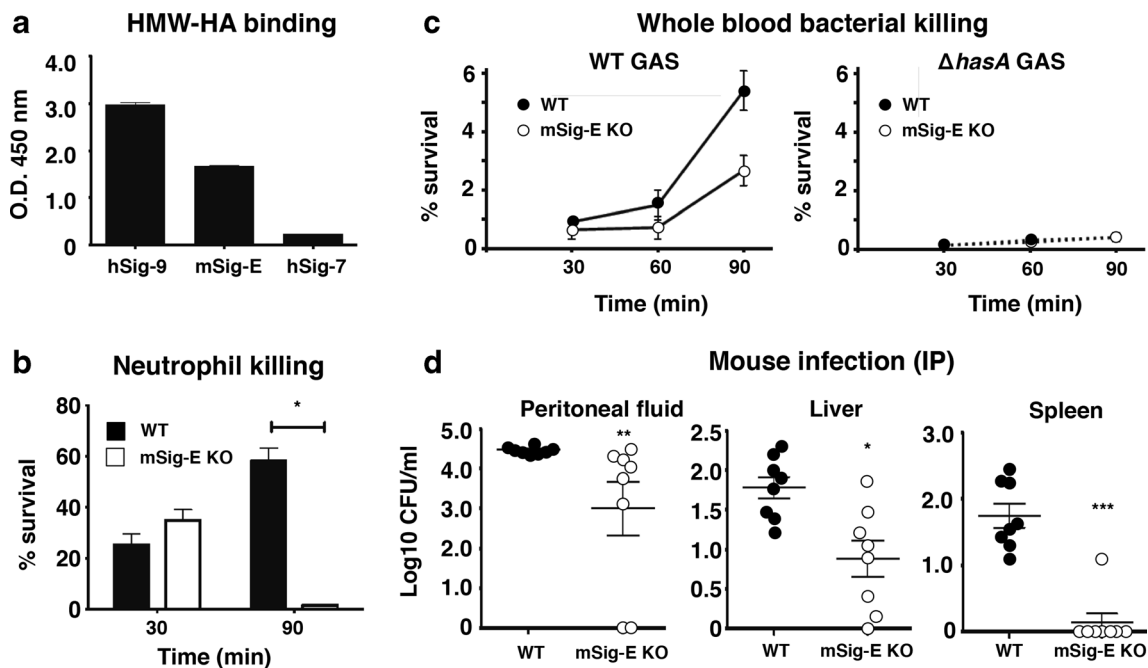 a HMW-HA binding
O.D. 450 nm
4.0
3.0
2.0
1.0
0
hSig-9 mSig-E hSig-7
b Neutrophil killing
% survival
80
60
40
20
0
WT
mSig-E KO
*
30 90
Time (min)
c Whole blood bacterial killing
WT GAS
% survival
6
4
2
0
WT
mSig-E KO
30 60 90
Time (min)
ΔhasA GAS
% survival
6
4
2
0
WT
mSig-E KO
30 60 90
Time (min)
d Mouse infection (IP)
Peritoneal fluid
Log10 CFU/ml
5.0
4.0
3.0
2.0
1.0
0
**
WT mSig-E KO
Liver
2.5
2.0
1.5
1.0
0.5
0
*
WT mSig-E KO
Spleen
3.0
2.0
1.0
0
***
WT mSig-E KO